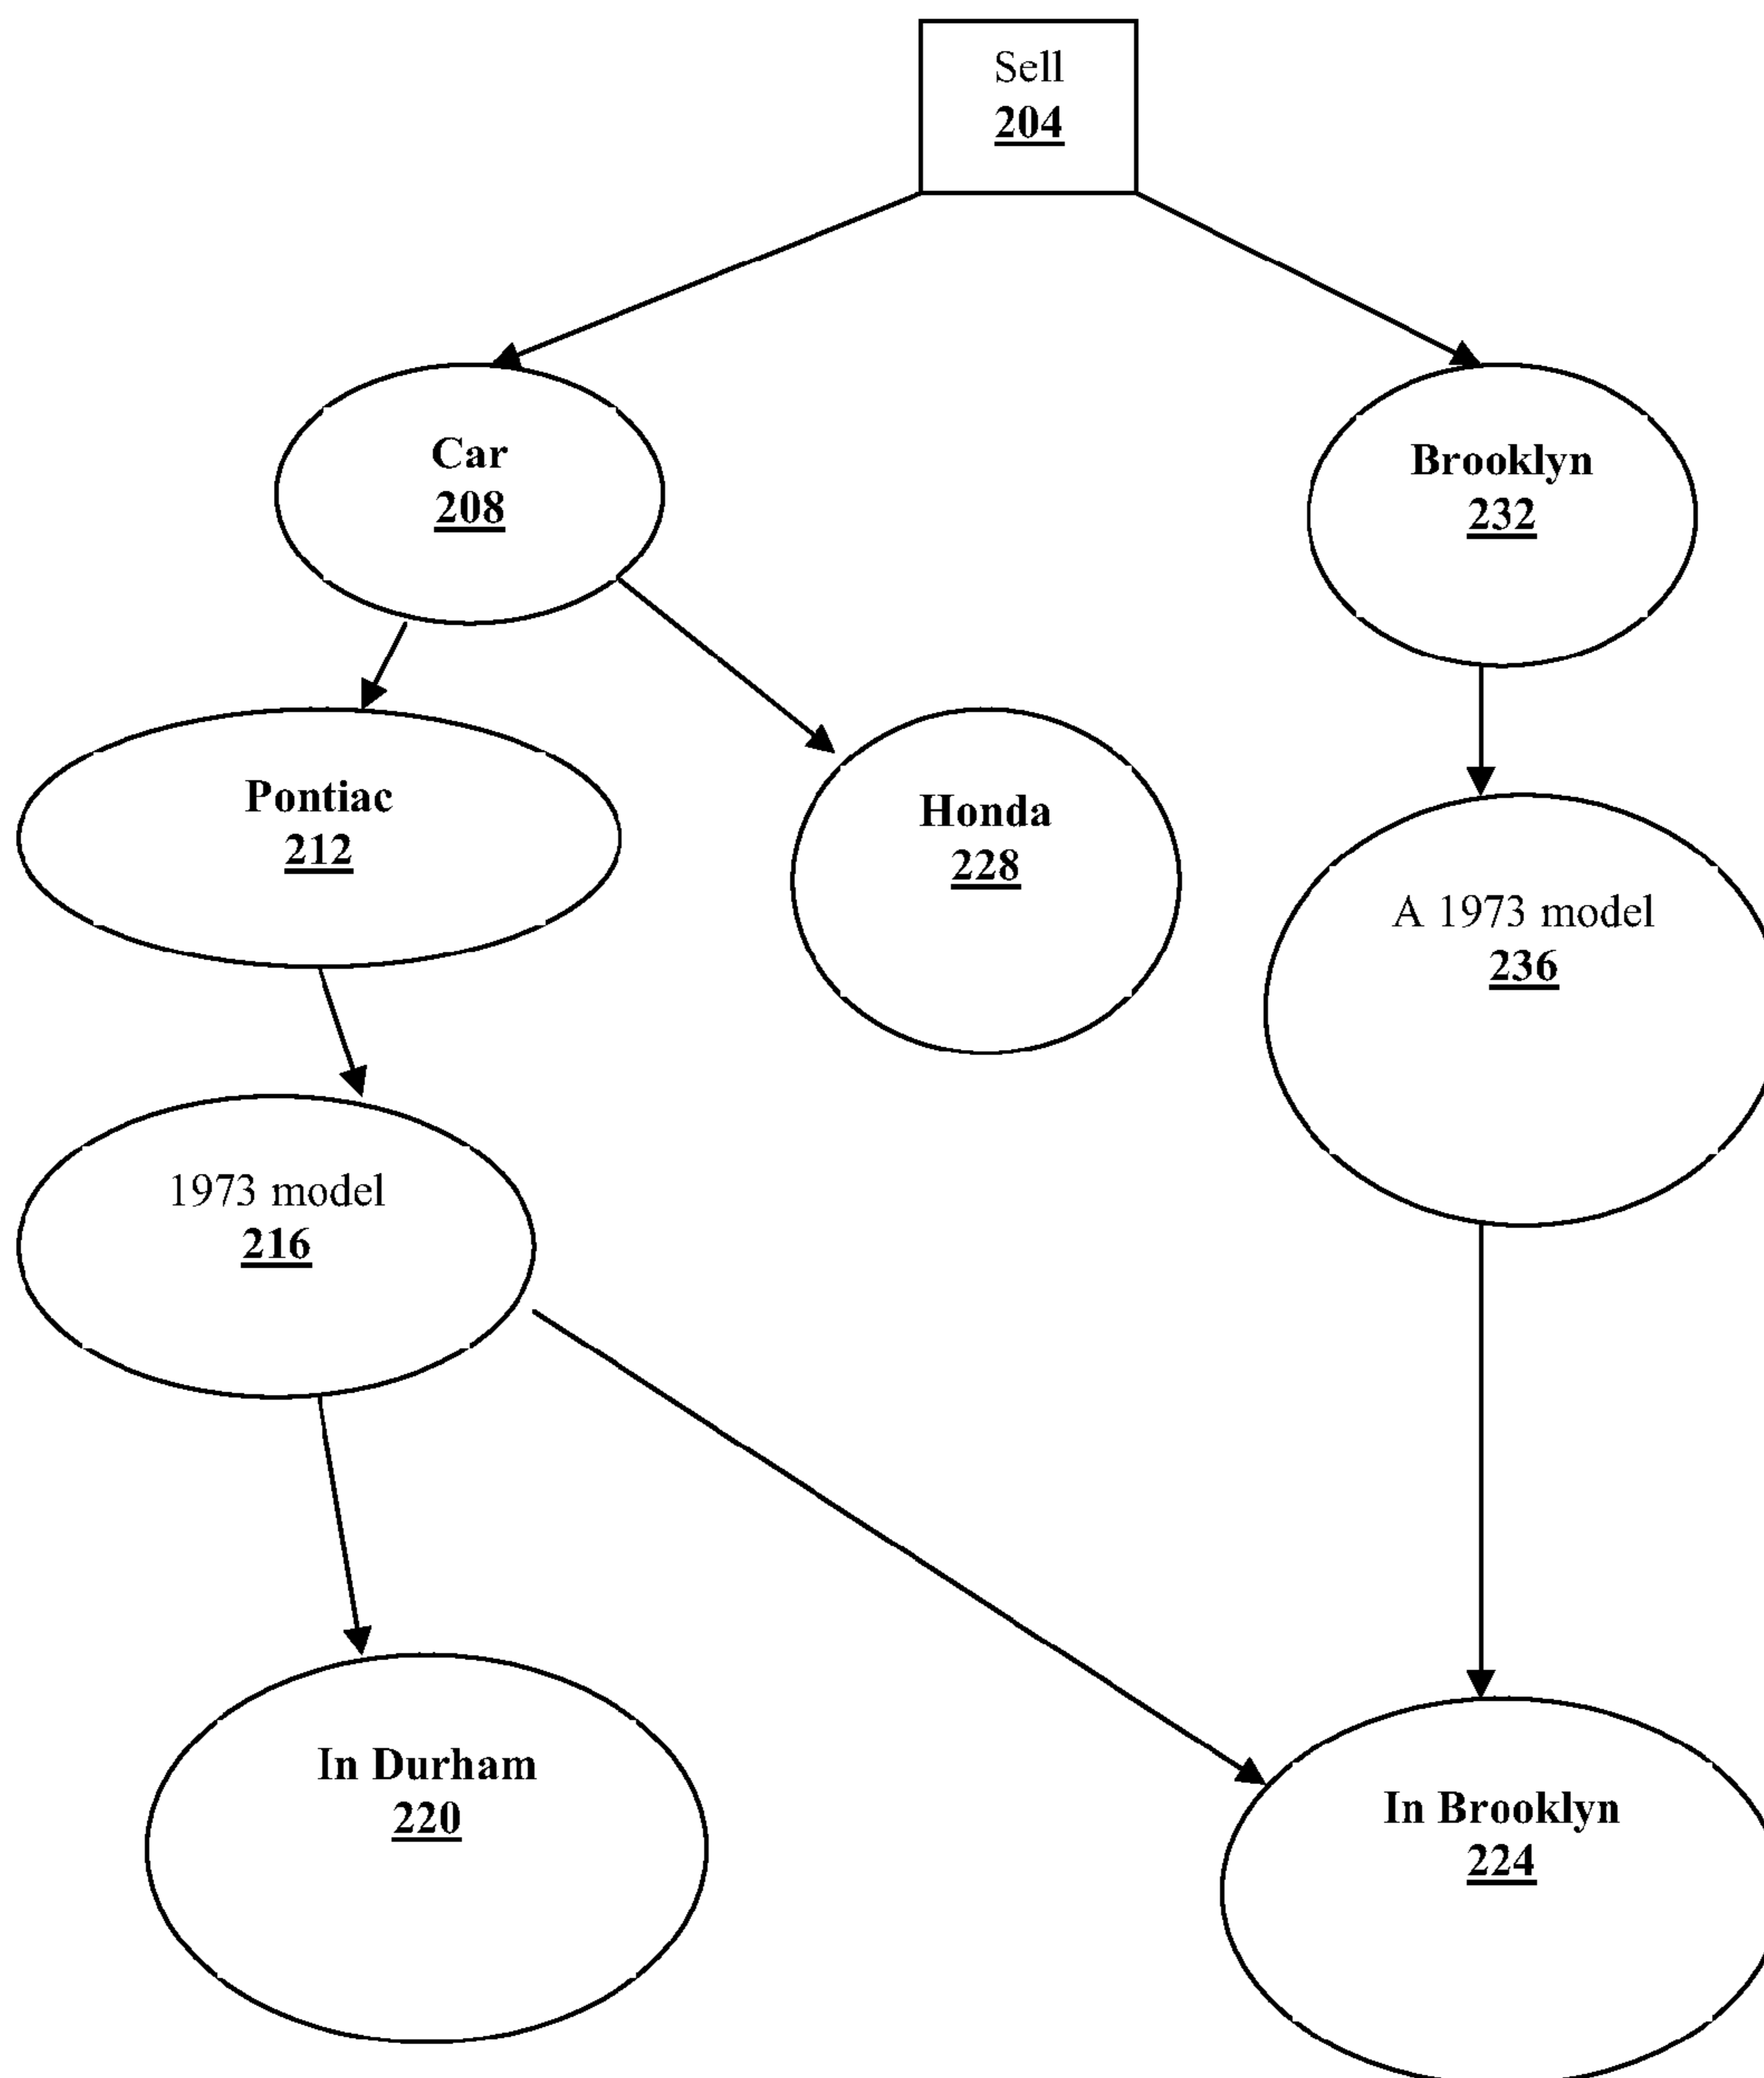 Sell
204
Car
208
Brooklyn
232
Pontiac
212
Honda
228
A 1973 model
236
1973 model
216
In Durham
220
In Brooklyn
224